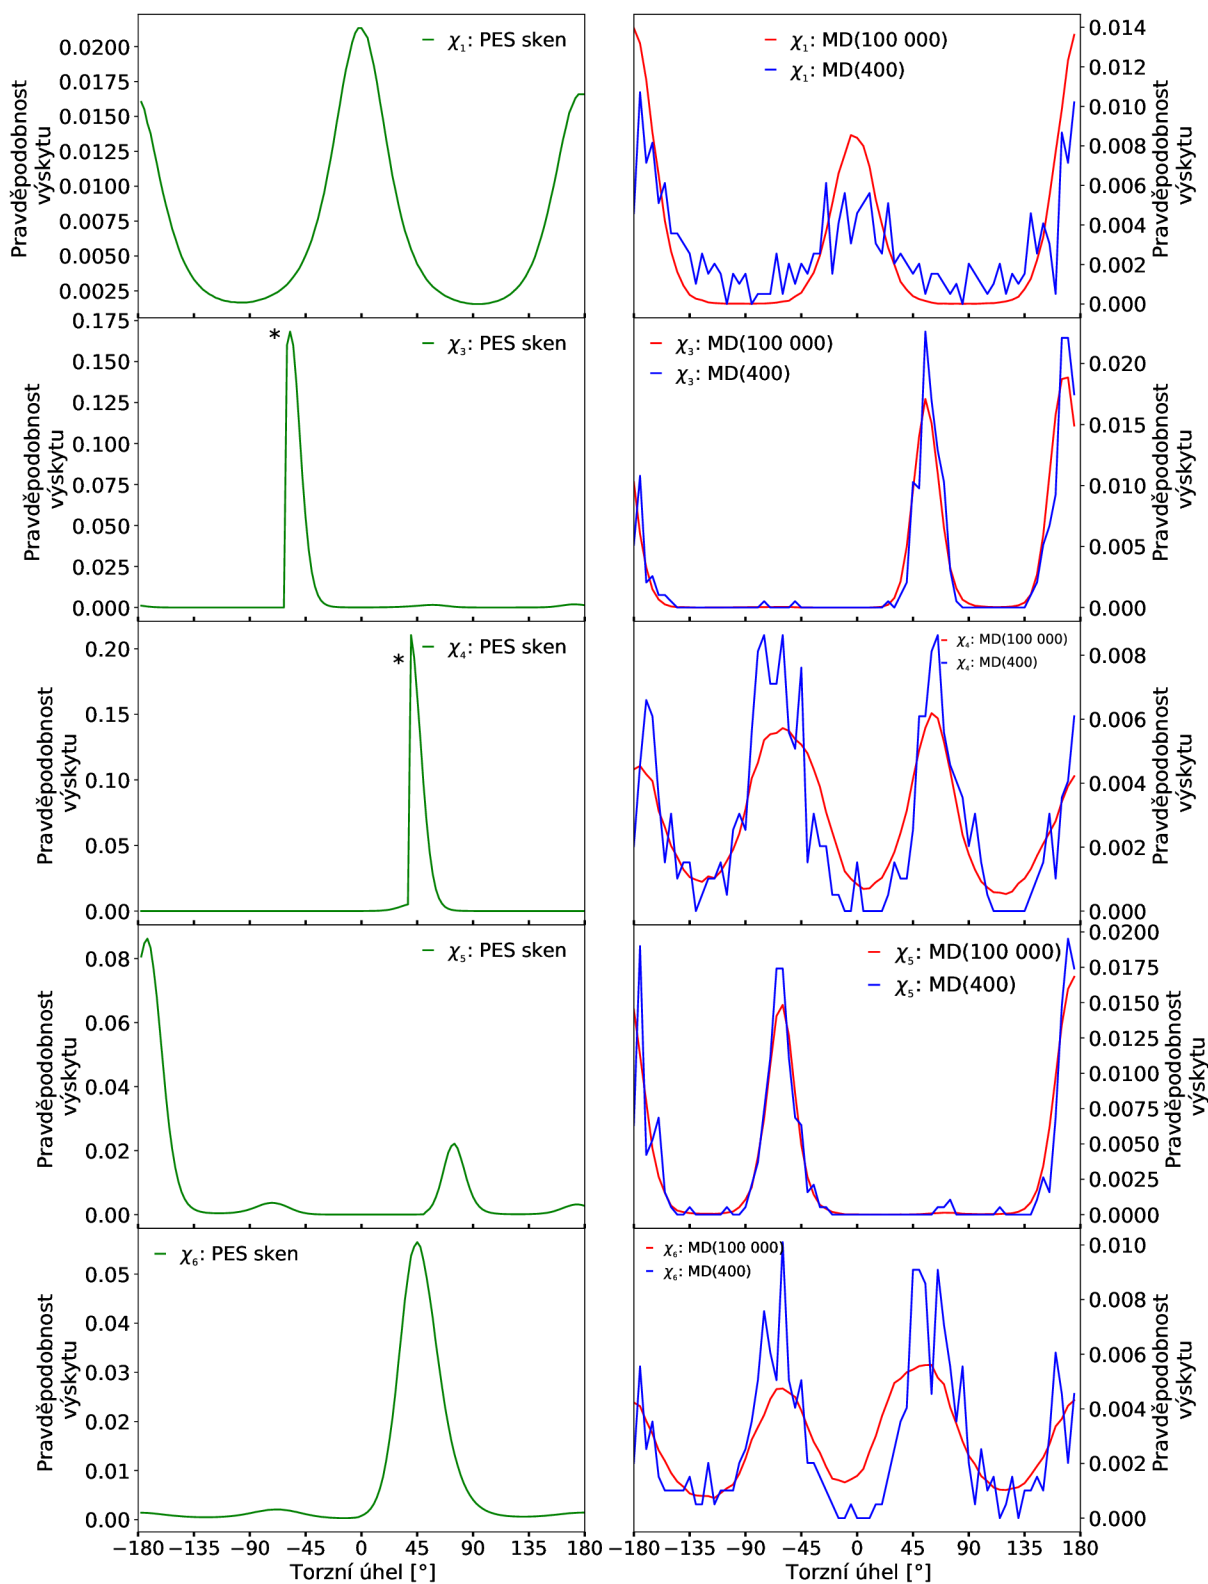 Pravděpodobnost
výskytu
0.0200
0.0175
0.0150
0.0125
0.0100
0.0075
0.0050
0.0025
χ₁: PES sken
χ₁: MD(100 000)
χ₁: MD(400)
0.014
0.012
0.010
0.008
0.006
0.004
0.002
0.000
Pravděpodobnost
výskytu
Pravděpodobnost
výskytu
0.175
0.150
0.125
0.100
0.075
0.050
0.025
0.000
*
χ₃: PES sken
χ₃: MD(100 000)
χ₃: MD(400)
0.020
0.015
0.010
0.005
0.000
Pravděpodobnost
výskytu
Pravděpodobnost
výskytu
0.20
0.15
0.10
0.05
0.00
*
χ₄: PES sken
χ₄: MD(100 000)
χ₄: MD(400)
0.008
0.006
0.004
0.002
0.000
Pravděpodobnost
výskytu
Pravděpodobnost
výskytu
0.08
0.06
0.04
0.02
0.00
χ₅: PES sken
χ₅: MD(100 000)
χ₅: MD(400)
0.0200
0.0175
0.0150
0.0125
0.0100
0.0075
0.0050
0.0025
0.0000
Pravděpodobnost
výskytu
Pravděpodobnost
výskytu
0.05
0.04
0.03
0.02
0.01
0.00
χ₆: PES sken
χ₆: MD(100 000)
χ₆: MD(400)
0.010
0.008
0.006
0.004
0.002
0.000
Pravděpodobnost
výskytu
−180 −135 −90 −45 0 45 90 135 180
Torzní úhel [°]
−180 −135 −90 −45 0 45 90 135 180
Torzní úhel [°]